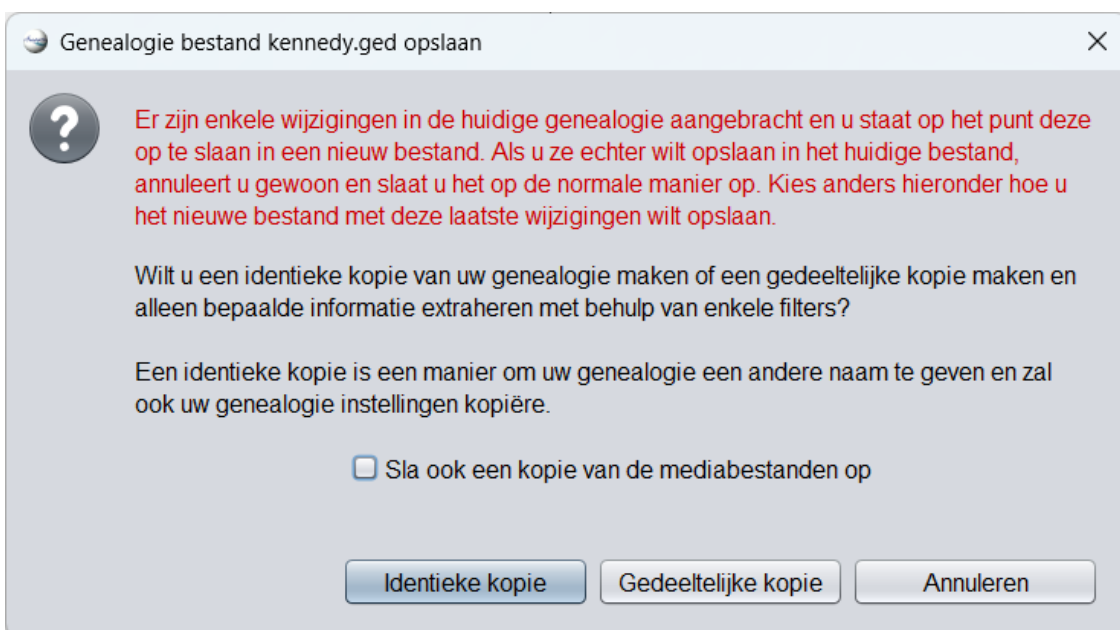 Genealogie bestand kennedy.ged opslaan
Er zijn enkele wijzigingen in de huidige genealogie aangebracht en u staat op het punt deze
op te slaan in een nieuw bestand. Als u ze echter wilt opslaan in het huidige bestand,
annuleert u gewoon en slaat u het op de normale manier op. Kies anders hieronder hoe u
het nieuwe bestand met deze laatste wijzigingen wilt opslaan.
Wilt u een identieke kopie van uw genealogie maken of een gedeeltelijke kopie maken en
alleen bepaalde informatie extraheren met behulp van enkele filters?
Een identieke kopie is een manier om uw genealogie een andere naam te geven en zal
ook uw genealogie instellingen kopiëre.
Sla ook een kopie van de mediabestanden op
Identieke kopie Gedeeltelijke kopie Annuleren